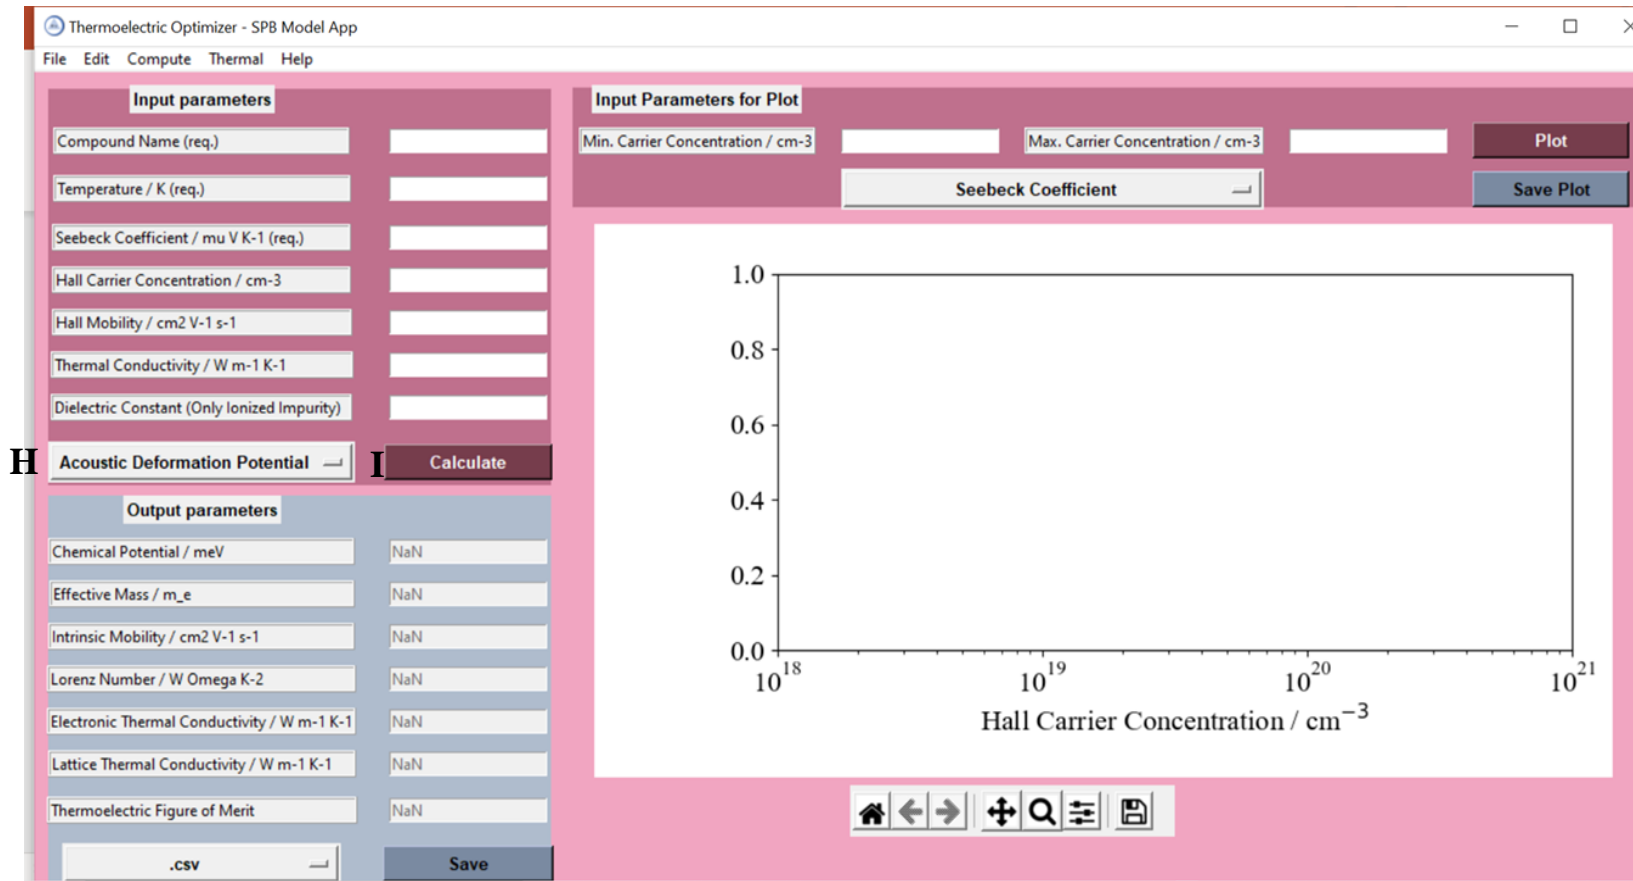 Thermoelectric Optimizer - SPB Model App
File Edit Compute Thermal Help
Input parameters
Compound Name (req.)
Temperature / K (req.)
Seebeck Coefficient / mu V K-1 (req.)
Hall Carrier Concentration / cm-3
Hall Mobility / cm2 V-1 s-1
Thermal Conductivity / W m-1 K-1
Dielectric Constant (Only Ionized Impurity)
H Acoustic Deformation Potential I Calculate
Output parameters
Chemical Potential / meV NaN
Effective Mass / m_e NaN
Intrinsic Mobility / cm2 V-1 s-1 NaN
Lorenz Number / W Omega K-2 NaN
Electronic Thermal Conductivity / W m-1 K-1 NaN
Lattice Thermal Conductivity / W m-1 K-1 NaN
Thermoelectric Figure of Merit NaN
.csv Save
Input Parameters for Plot
Min. Carrier Concentration / cm-3 Max. Carrier Concentration / cm-3 Plot
Seebeck Coefficient Save Plot
1.0
0.8
0.6
0.4
0.2
0.0
10^18 10^19 10^20 10^21
Hall Carrier Concentration / cm^−3